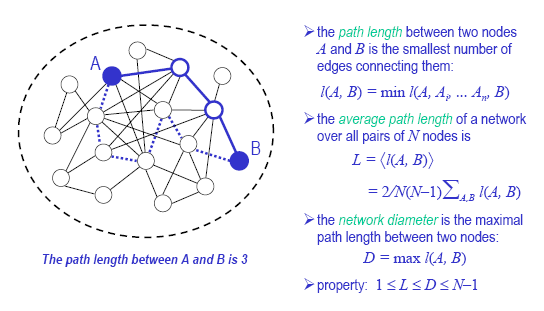 A
B
The path length between A and B is 3
➢ the path length between two nodes
A and B is the smallest number of
edges connecting them:
l(A, B) = min l(A, Ai, ... An, B)
➢ the average path length of a network
over all pairs of N nodes is
L = ⟨l(A, B)⟩
= 2/N(N–1)∑A,B l(A, B)
➢ the network diameter is the maximal
path length between two nodes:
D = max l(A, B)
➢ property: 1 ≤ L ≤ D ≤ N–1